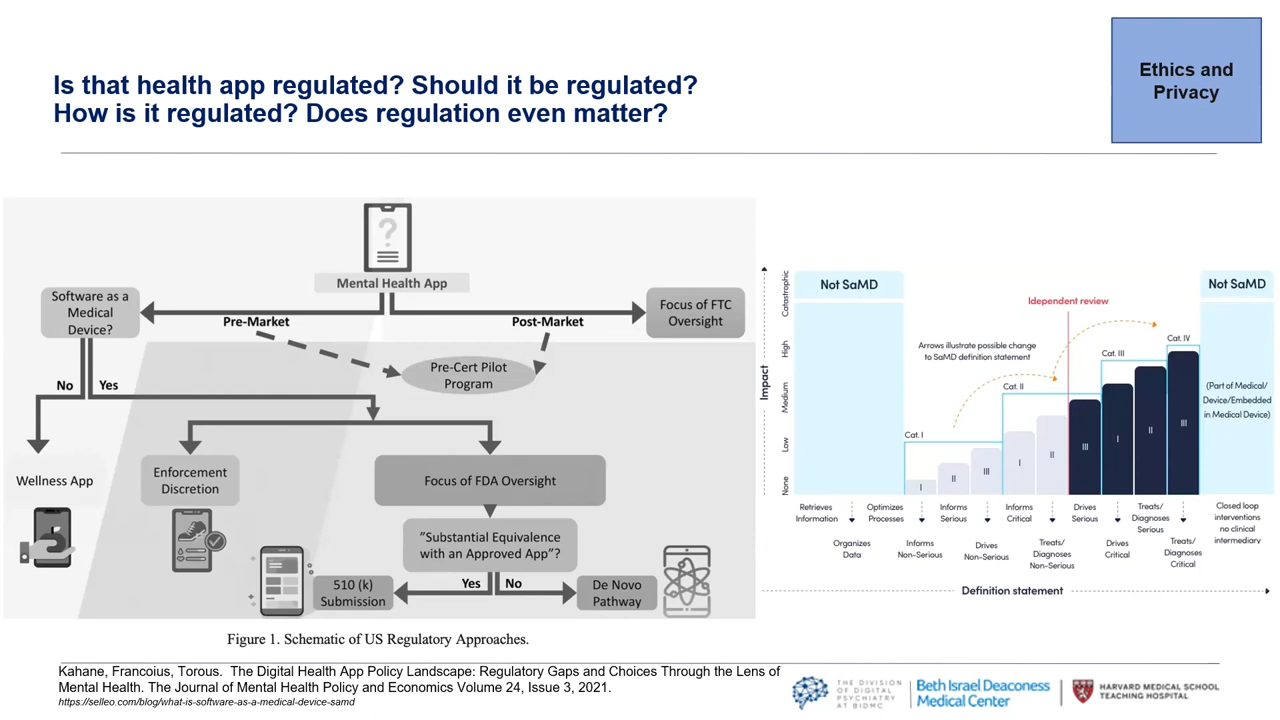 Is that health app regulated? Should it be regulated?
How is it regulated? Does regulation even matter?
Ethics and
Privacy
?
Mental Health App
Software as a
Medical
Device?
Pre-Market
Post-Market
Focus of FTC
Oversight
Pre-Cert Pilot
Program
No
Yes
Wellness App
Enforcement
Discretion
Focus of FDA Oversight
”Substantial Equivalence
with an Approved App”?
Yes
No
510 (k)
Submission
De Novo
Pathway
Figure 1. Schematic of US Regulatory Approaches.
Not SaMD
Not SaMD
Idependent review
Arrows illustrate possible change
to SaMD definition statement
Impact
Catastrophic
High
Medium
Low
None
Cat. I
Cat. II
Cat. III
Cat. IV
I
II
III
I
II
III
I
II
III
(Part of Medical/
Device/Embedded
in Medical Device)
Retrieves
Information
Organizes
Data
Optimizes
Processes
Informs
Non-Serious
Informs
Serious
Drives
Non-Serious
Informs
Critical
Treats/
Diagnoses
Non-Serious
Drives
Serious
Drives
Critical
Treats/
Diagnoses
Serious
Treats/
Diagnoses
Critical
Closed loop
interventions
no clinical
intermediary
Definition statement
Kahane, Francoius, Torous.  The Digital Health App Policy Landscape: Regulatory Gaps and Choices Through the Lens of
Mental Health. The Journal of Mental Health Policy and Economics Volume 24, Issue 3, 2021.
https://selleo.com/blog/what-is-software-as-a-medical-device-samd
THE DIVISION
OF DIGITAL
PSYCHIATRY
AT BIDMC
Beth Israel Deaconess
Medical Center
HARVARD MEDICAL SCHOOL
TEACHING HOSPITAL